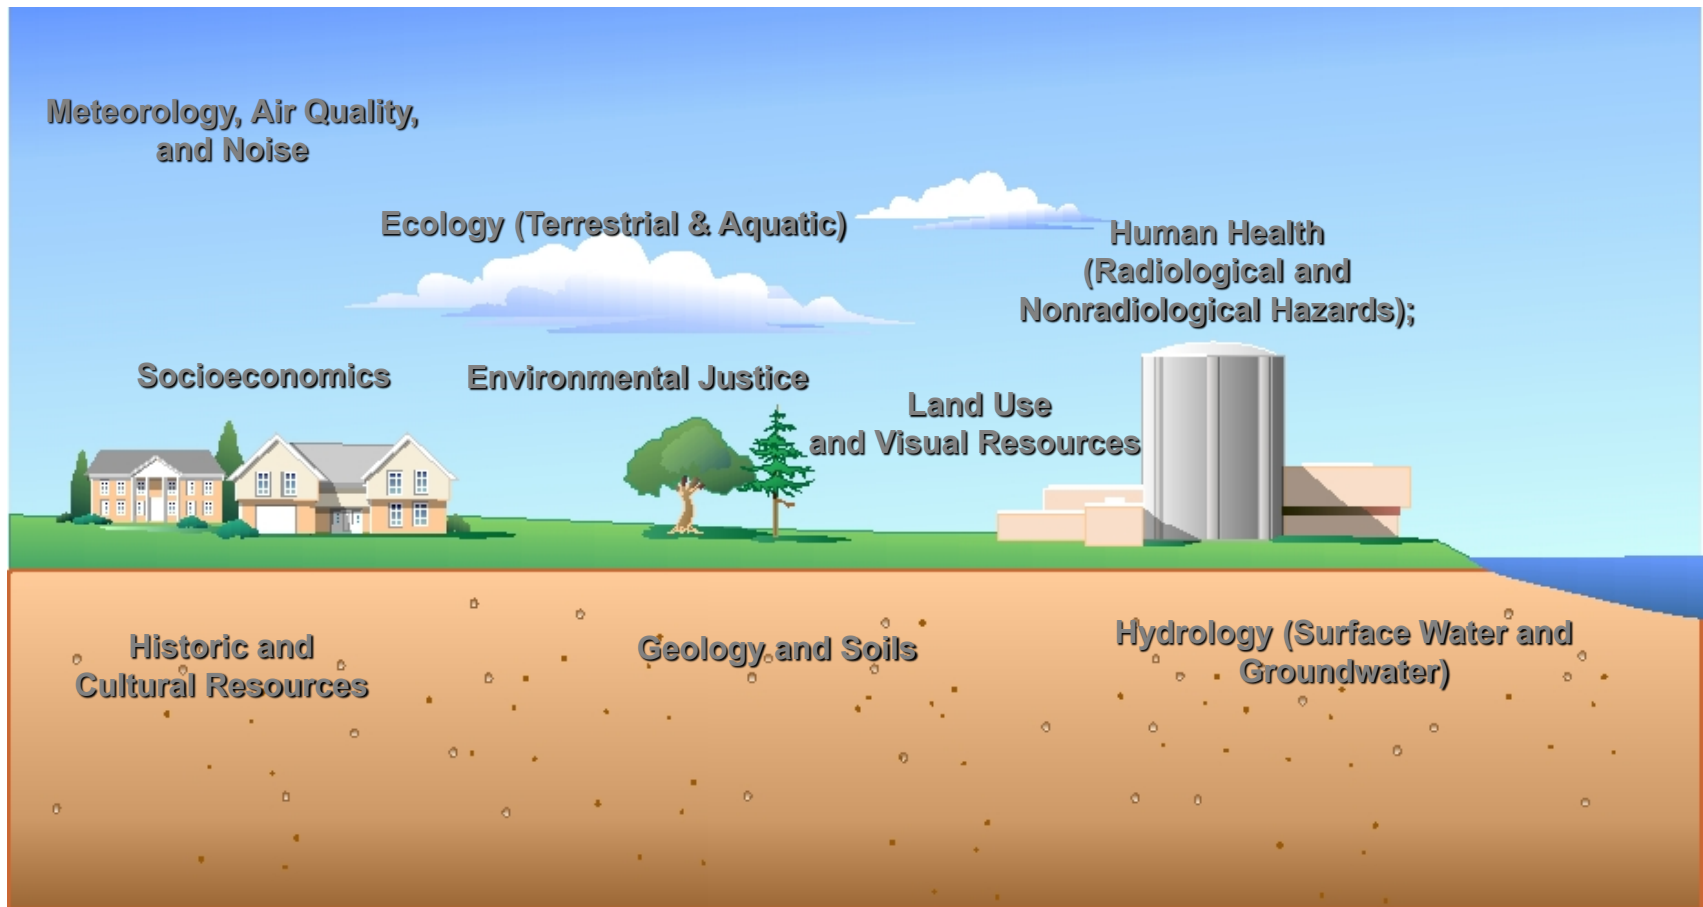 Meteorology, Air Quality,
and Noise
Ecology (Terrestrial & Aquatic)
Human Health
(Radiological and
Nonradiological Hazards);
Socioeconomics
Environmental Justice
Land Use
and Visual Resources
Historic and
Cultural Resources
Geology and Soils
Hydrology (Surface Water and
Groundwater)